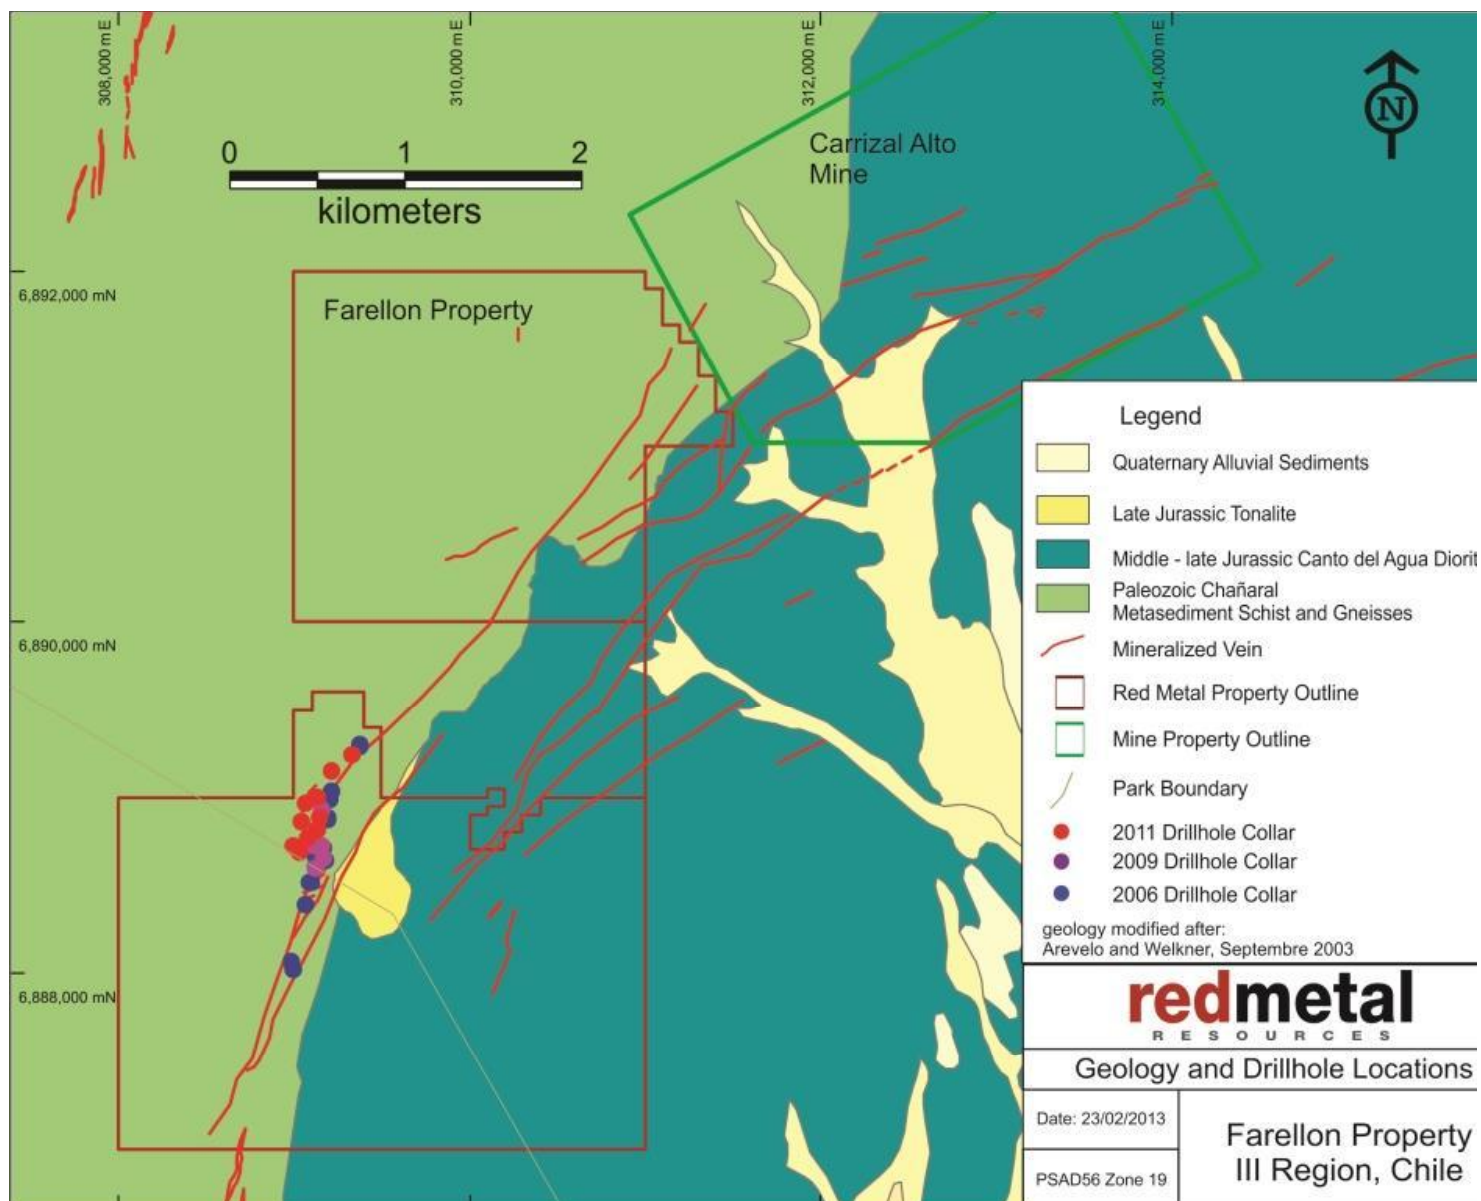 308,000 mE
310,000 mE
312,000 mE
314,000 mE
N
0 1 2
kilometers
Carrizal Alto
Mine
6,892,000 mN
Farellon Property
6,890,000 mN
6,888,000 mN
Legend
Quaternary Alluvial Sediments
Late Jurassic Tonalite
Middle - late Jurassic Canto del Agua Diorit
Paleozoic Chañaral
Metasediment Schist and Gneisses
Mineralized Vein
Red Metal Property Outline
Mine Property Outline
Park Boundary
2011 Drillhole Collar
2009 Drillhole Collar
2006 Drillhole Collar
geology modified after:
Arevelo and Welkner, Septembre 2003
redmetal
RESOURCES
Geology and Drillhole Locations
Date: 23/02/2013
PSAD56 Zone 19
Farellon Property
III Region, Chile